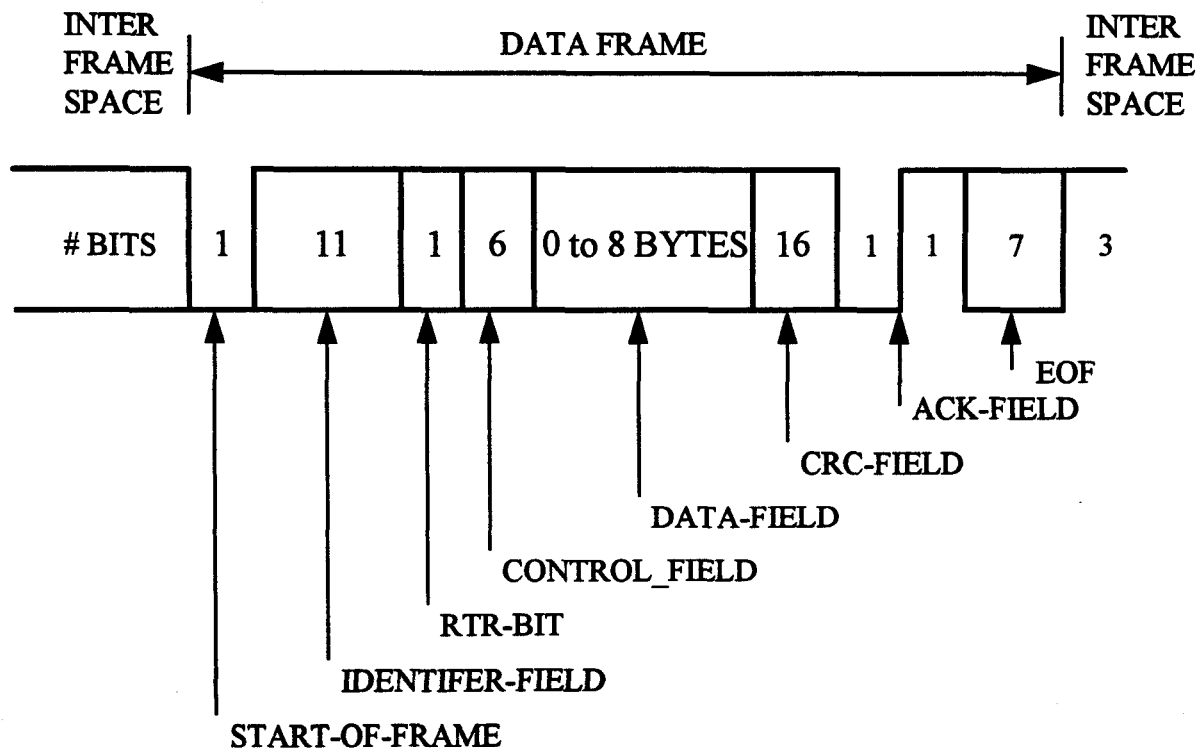 INTER
FRAME
SPACE
DATA FRAME
INTER
FRAME
SPACE
# BITS 1 11 1 6 0 to 8 BYTES 16 1 1 7 3
EOF
ACK-FIELD
CRC-FIELD
DATA-FIELD
CONTROL_FIELD
RTR-BIT
IDENTIFER-FIELD
START-OF-FRAME